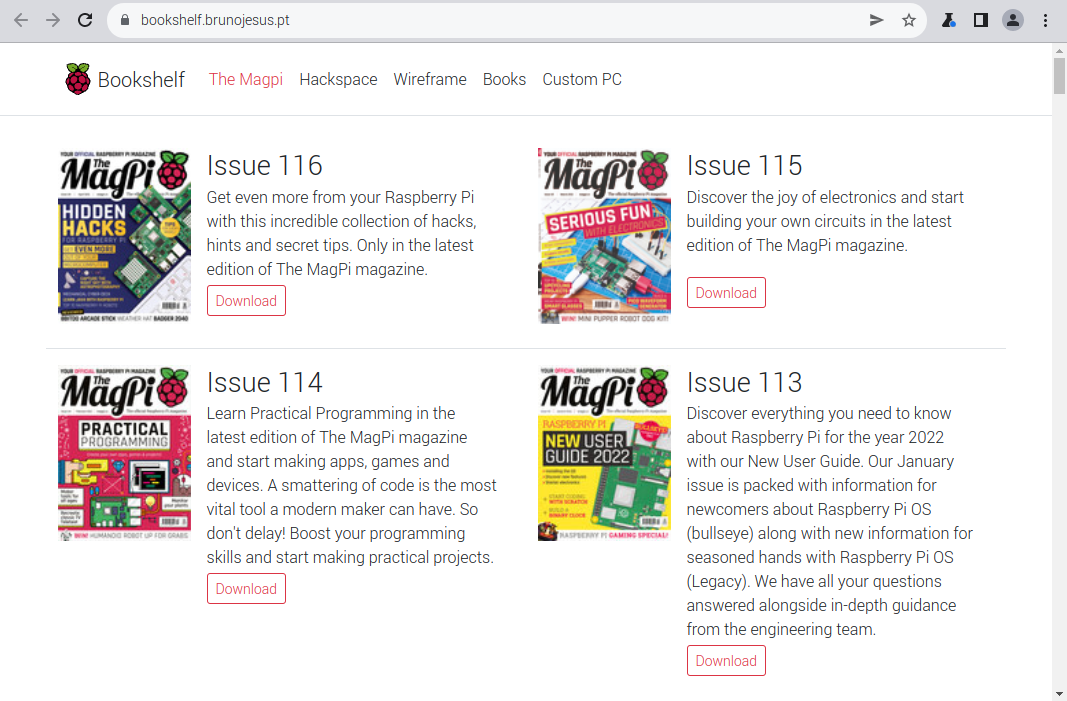 bookshelf.brunojesus.pt
Bookshelf
The Magpi
Hackspace
Wireframe
Books
Custom PC
YOUR OFFICIAL RASPBERRY PI MAGAZINE
The
MagPi
HIDDEN
HACKS
FOR RASPBERRY PI
GET EVEN MORE
ARCADE STICK WEATHER HAT BADGER 2040
Issue 116
Get even more from your Raspberry Pi
with this incredible collection of hacks,
hints and secret tips. Only in the latest
edition of The MagPi magazine.
Download
YOUR OFFICIAL RASPBERRY PI MAGAZINE
The
MagPi
SERIOUS FUN
WITH ELECTRONICS
WIN! MINI PUPPER ROBOT DOG KIT!
Issue 115
Discover the joy of electronics and start
building your own circuits in the latest
edition of The MagPi magazine.
Download
YOUR OFFICIAL RASPBERRY PI MAGAZINE
The
MagPi
PRACTICAL
PROGRAMMING
WIN! HUMANOID ROBOT UP FOR GRABS
Issue 114
Learn Practical Programming in the
latest edition of The MagPi magazine
and start making apps, games and
devices. A smattering of code is the most
vital tool a modern maker can have. So
don't delay! Boost your programming
skills and start making practical projects.
Download
YOUR OFFICIAL RASPBERRY PI MAGAZINE
The
MagPi
RASPBERRY PI
NEW USER
GUIDE 2022
START CODING
WITH SCRATCH
BUILD A
BINARY CLOCK
RASPBERRY PI GAMING SPECIAL!
Issue 113
Discover everything you need to know
about Raspberry Pi for the year 2022
with our New User Guide. Our January
issue is packed with information for
newcomers about Raspberry Pi OS
(bullseye) along with new information for
seasoned hands with Raspberry Pi OS
(Legacy). We have all your questions
answered alongside in-depth guidance
from the engineering team.
Download